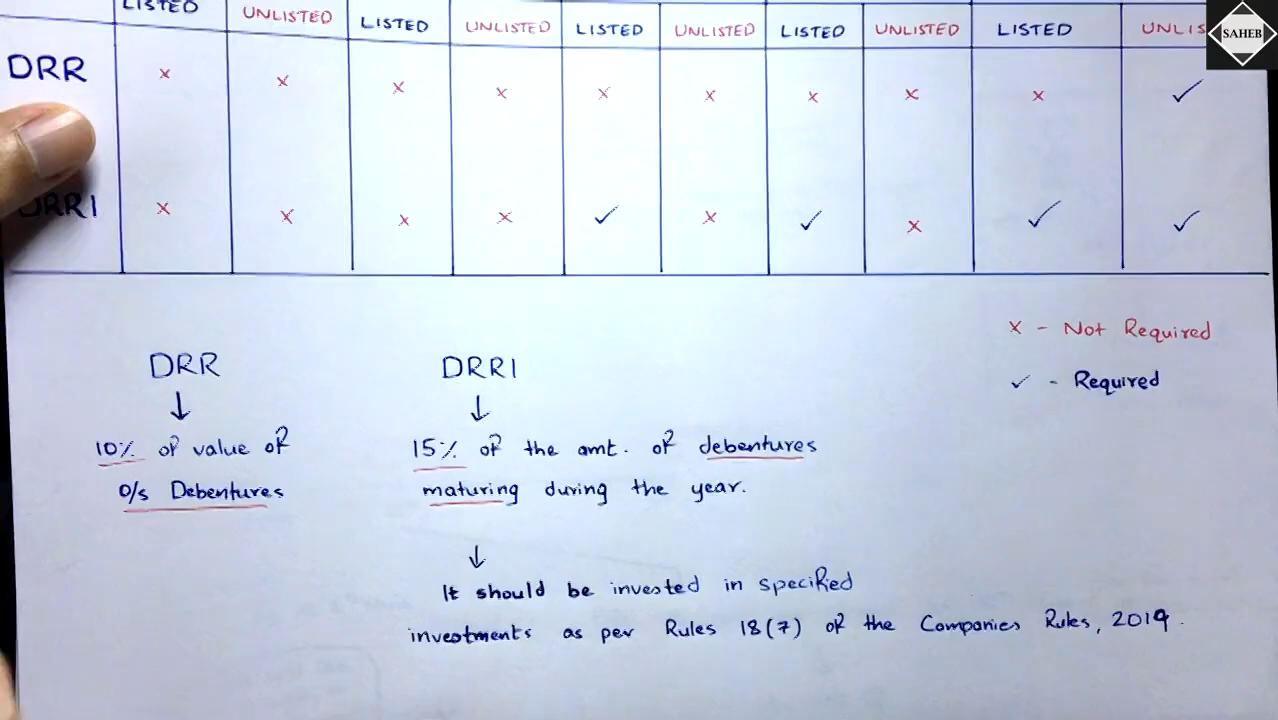 LISTED UNLISTED LISTED UNLISTED LISTED UNLISTED LISTED UNLISTED LISTED
SAHEB
DRR x x x x x x x x x ✓
DRRI x x x x ✓ x ✓ x ✓ ✓
x - Not Required
✓ - Required
DRR
↓
10% of value of
o/s Debentures
DRRI
↓
15% of the amt. of debentures
maturing during the year.
↓
It should be invested in specified
investments as per Rules 18(7) of the Companies Rules, 2019.